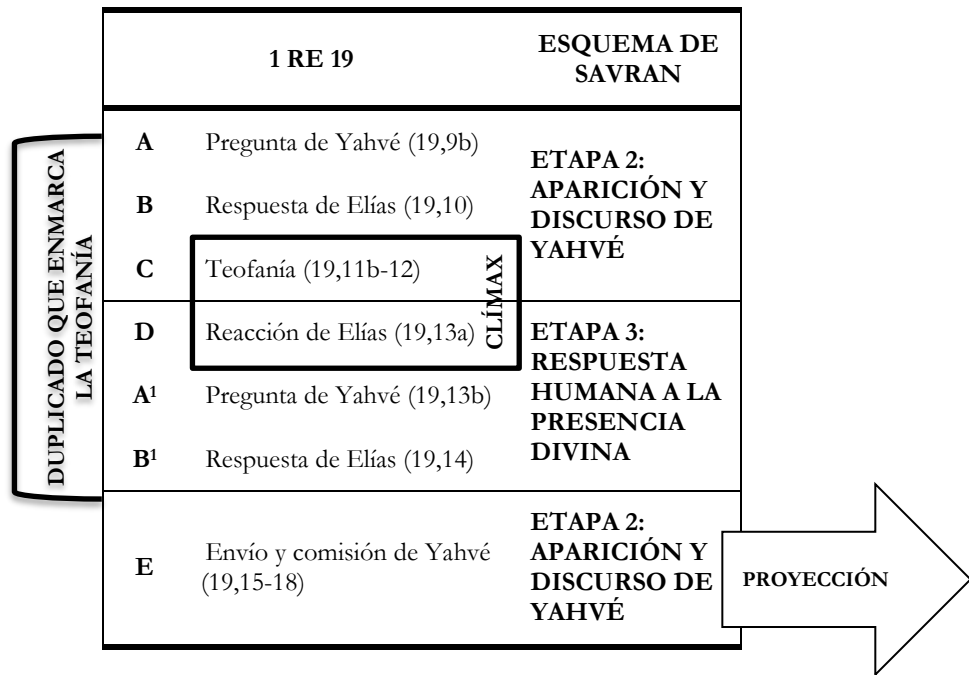 1 RE 19
ESQUEMA DE
SAVRAN
DUPLICADO QUE ENMARCA
LA TEOFANÍA
A Pregunta de Yahvé (19,9b)
B Respuesta de Elías (19,10)
C Teofanía (19,11b-12)
ETAPA 2:
APARICIÓN Y
DISCURSO DE
YAHVÉ
CLÍMAX
D Reacción de Elías (19,13a)
A¹ Pregunta de Yahvé (19,13b)
B¹ Respuesta de Elías (19,14)
ETAPA 3:
RESPUESTA
HUMANA A LA
PRESENCIA
DIVINA
E Envío y comisión de Yahvé
(19,15-18)
ETAPA 2:
APARICIÓN Y
DISCURSO DE
YAHVÉ
PROYECCIÓN